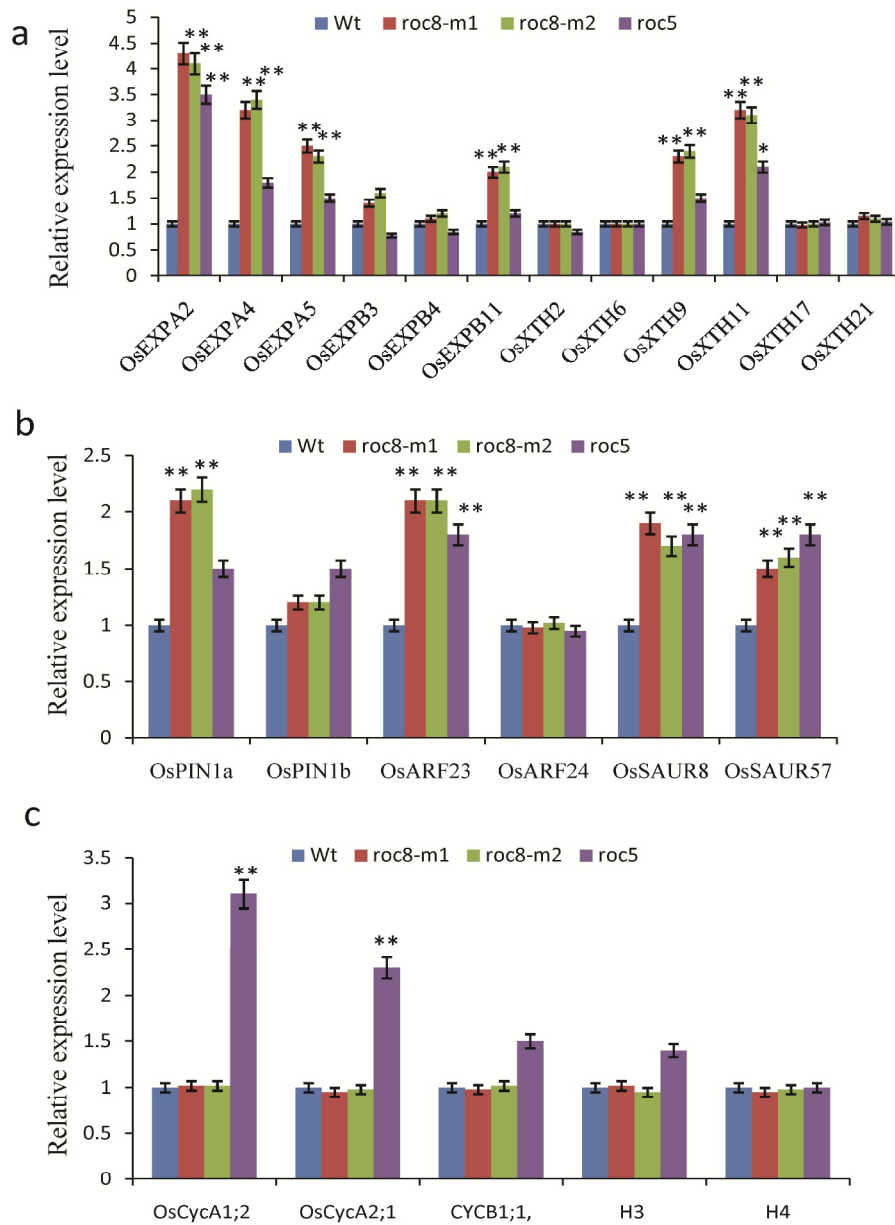 a
Wt roc8-m1 roc8-m2 roc5
Relative expression level
5
4.5
4
3.5
3
2.5
2
1.5
1
0.5
0
** ** ** ** ** ** ** ** ** ** ** ** ** *
OsEXPA2 OsEXPA4 OsEXPA5 OsEXPB3 OsEXPB4 OsEXPB11 OsXTH2 OsXTH6 OsXTH9 OsXTH11 OsXTH17 OsXTH21
b
Wt roc8-m1 roc8-m2 roc5
Relative expression level
2.5
2
1.5
1
0.5
0
** ** ** ** ** ** ** ** ** ** **
OsPIN1a OsPIN1b OsARF23 OsARF24 OsSAUR8 OsSAUR57
c
Wt roc8-m1 roc8-m2 roc5
Relative expression level
3.5
3
2.5
2
1.5
1
0.5
0
** **
OsCycA1;2 OsCycA2;1 CYCB1;1, H3 H4